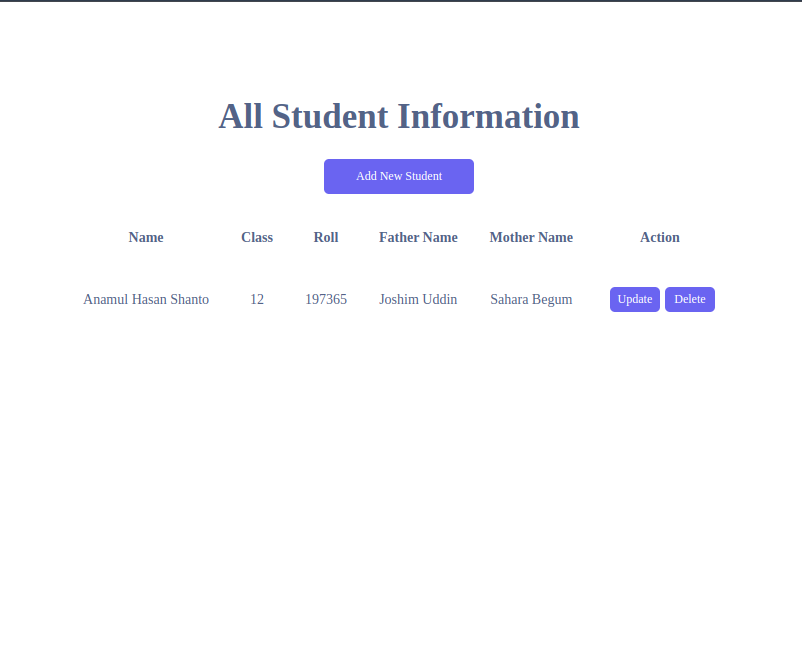 All Student Information
Add New Student
Name Class Roll Father Name Mother Name Action
Anamul Hasan Shanto 12 197365 Joshim Uddin Sahara Begum Update Delete